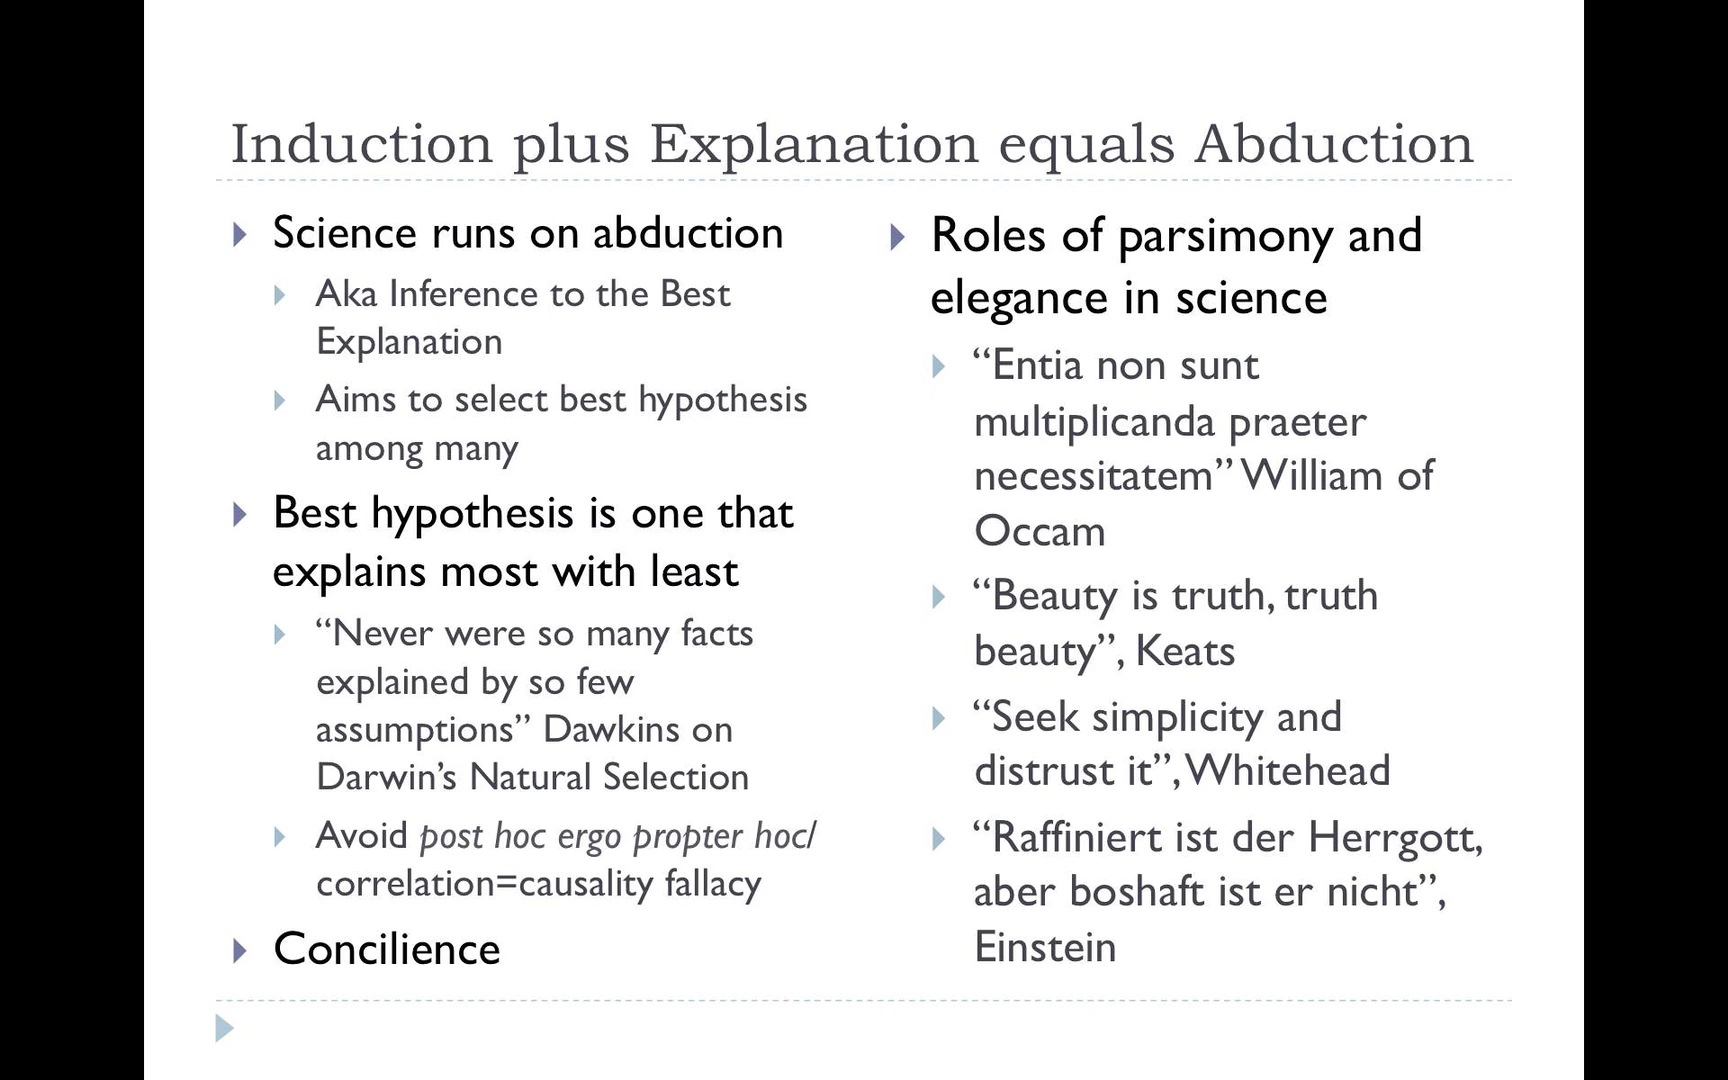 Induction plus Explanation equals Abduction
Science runs on abduction
Aka Inference to the Best
Explanation
Aims to select best hypothesis
among many
Best hypothesis is one that
explains most with least
“Never were so many facts
explained by so few
assumptions” Dawkins on
Darwin’s Natural Selection
Avoid post hoc ergo propter hoc/
correlation=causality fallacy
Concilience
Roles of parsimony and
elegance in science
“Entia non sunt
multiplicanda praeter
necessitatem” William of
Occam
“Beauty is truth, truth
beauty”, Keats
“Seek simplicity and
distrust it”, Whitehead
“Raffiniert ist der Herrgott,
aber boshaft ist er nicht”,
Einstein